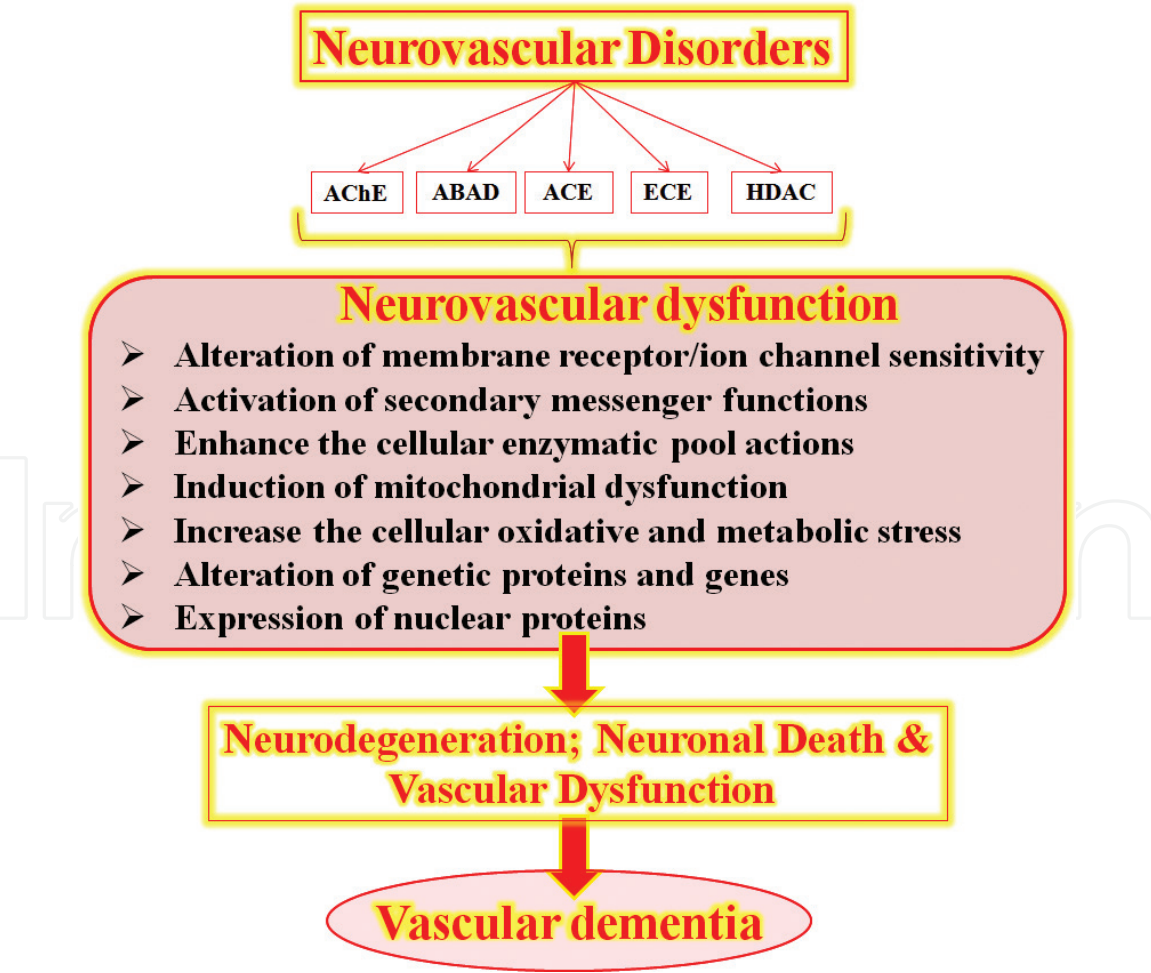 Neurovascular Disorders
AChE
ABAD
ACE
ECE
HDAC
Neurovascular dysfunction
➢ Alteration of membrane receptor/ion channel sensitivity
➢ Activation of secondary messenger functions
➢ Enhance the cellular enzymatic pool actions
➢ Induction of mitochondrial dysfunction
➢ Increase the cellular oxidative and metabolic stress
➢ Alteration of genetic proteins and genes
➢ Expression of nuclear proteins
Neurodegeneration; Neuronal Death &
Vascular Dysfunction
Vascular dementia